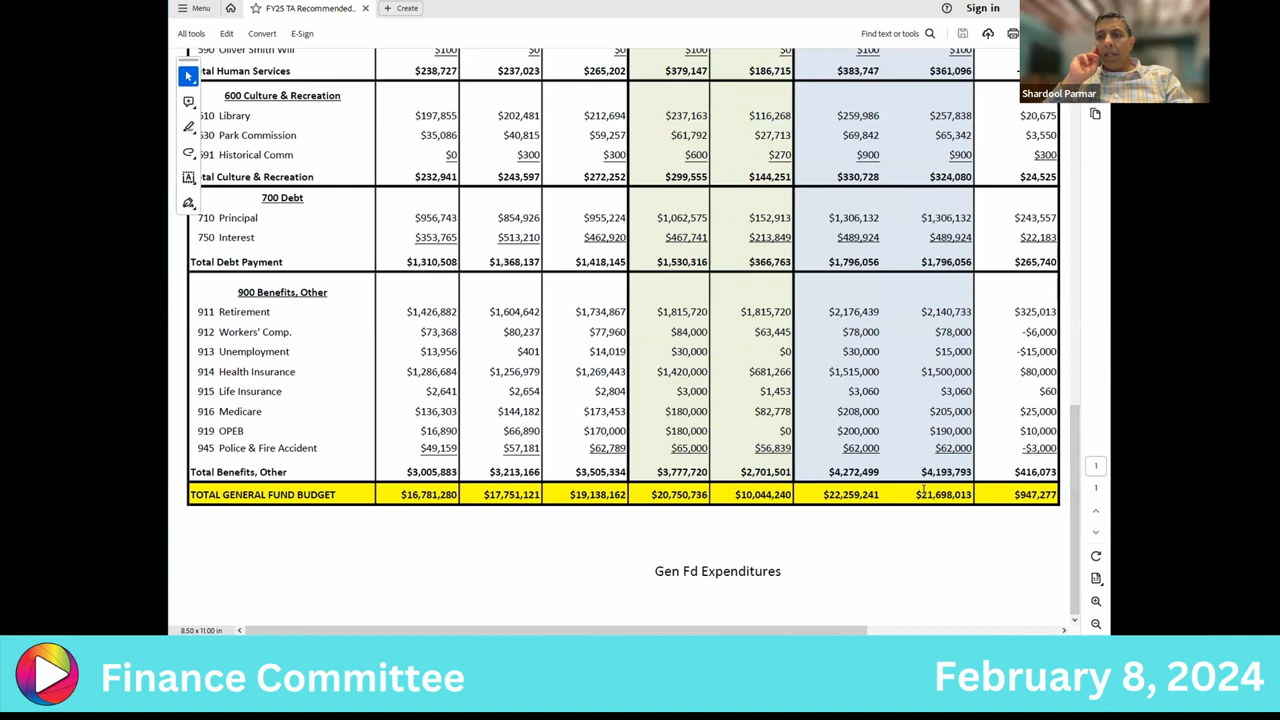 Menu FY25 TA Recommended.. Create Sign in
All tools Edit Convert E-Sign Find text or tools
590 Oliver Smith Will $100 $0 $0 $100 $0 $100 $100
Total Human Services $238,727 $237,023 $265,202 $379,147 $186,715 $383,747 $361,096
Shardool Parmar
600 Culture & Recreation
610 Library $197,855 $202,481 $212,694 $237,163 $116,268 $259,986 $257,838 $20,675
630 Park Commission $35,086 $40,815 $59,257 $61,792 $27,713 $69,842 $65,342 $3,550
691 Historical Comm $0 $300 $300 $600 $270 $900 $900 $300
Total Culture & Recreation $232,941 $243,597 $272,252 $299,555 $144,251 $330,728 $324,080 $24,525
700 Debt
710 Principal $956,743 $854,926 $955,224 $1,062,575 $152,913 $1,306,132 $1,306,132 $243,557
750 Interest $353,765 $513,210 $462,920 $467,741 $213,849 $489,924 $489,924 $22,183
Total Debt Payment $1,310,508 $1,368,137 $1,418,145 $1,530,316 $366,763 $1,796,056 $1,796,056 $265,740
900 Benefits, Other
911 Retirement $1,426,882 $1,604,642 $1,734,867 $1,815,720 $1,815,720 $2,176,439 $2,140,733 $325,013
912 Workers' Comp. $73,368 $80,237 $77,960 $84,000 $63,445 $78,000 $78,000 -$6,000
913 Unemployment $13,956 $401 $14,019 $30,000 $0 $30,000 $15,000 -$15,000
914 Health Insurance $1,286,684 $1,256,979 $1,269,443 $1,420,000 $681,266 $1,515,000 $1,500,000 $80,000
915 Life Insurance $2,641 $2,654 $2,804 $3,000 $1,453 $3,060 $3,060 $60
916 Medicare $136,303 $144,182 $173,453 $180,000 $82,778 $208,000 $205,000 $25,000
919 OPEB $16,890 $66,890 $170,000 $180,000 $0 $200,000 $190,000 $10,000
945 Police & Fire Accident $49,159 $57,181 $62,789 $65,000 $56,839 $62,000 $62,000 -$3,000
Total Benefits, Other $3,005,883 $3,213,166 $3,505,334 $3,777,720 $2,701,501 $4,272,499 $4,193,793 $416,073
1
TOTAL GENERAL FUND BUDGET $16,781,280 $17,751,121 $19,138,162 $20,750,736 $10,044,240 $22,259,241 $21,698,013 $947,277
1
Gen Fd Expenditures
8.50 x 11.00 in
Finance Committee February 8, 2024